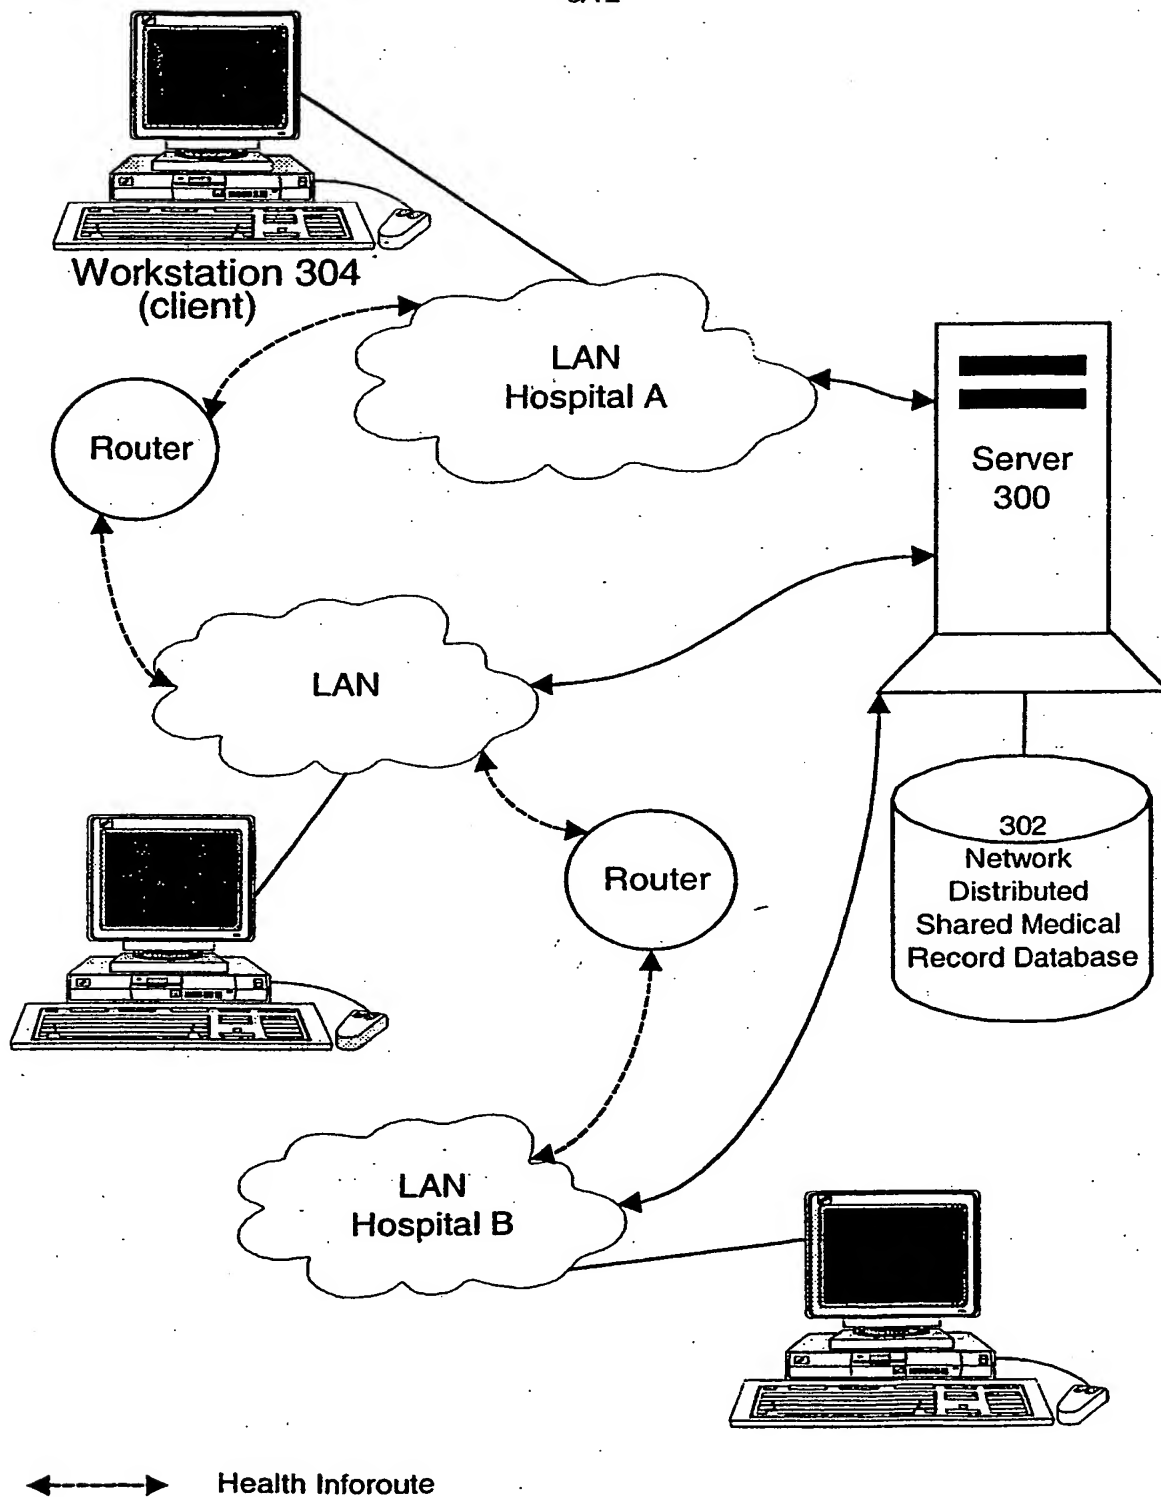 Workstation 304
(client)
LAN
Hospital A
Router
Server
300
LAN
Router
302
Network
Distributed
Shared Medical
Record Database
LAN
Hospital B
Health Inforoute